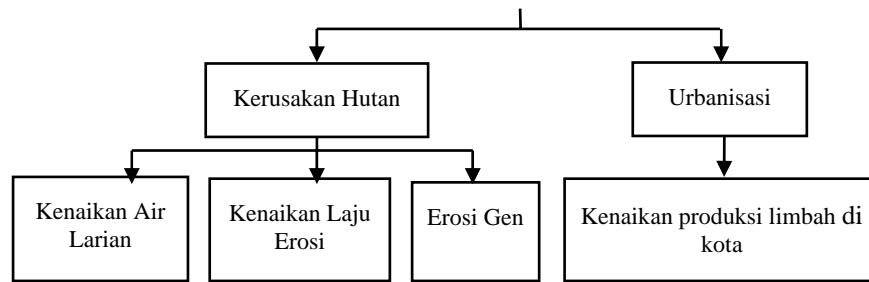 Kerusakan Hutan
Urbanisasi
Kenaikan Air
Larian
Kenaikan Laju
Erosi
Erosi Gen
Kenaikan produksi limbah di
kota